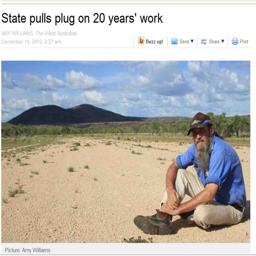 State pulls plug on 20 years' work
AMY WILLIAMS, The West Australian
December 16, 2010, 2:27 am
Buzz up! Send Share Print
Picture: Amy Williams